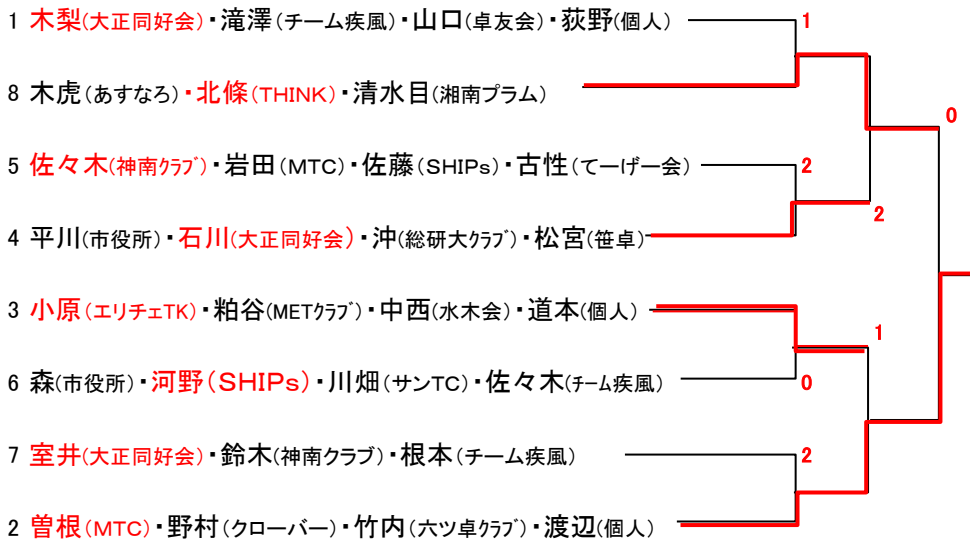 1 木梨(大正同好会)・滝澤(チーム疾風)・山口(卓友会)・荻野(個人)
1
8 木虎(あすなろ)・北條(THINK)・清水目(湘南プラム)
0
5 佐々木(神南クラブ)・岩田(MTC)・佐藤(SHIPs)・古性(てーげー会)
2
2
4 平川(市役所)・石川(大正同好会)・沖(総研大クラブ)・松宮(笹卓)
3 小原(エリチェTK)・粕谷(METクラブ)・中西(水木会)・道本(個人)
1
6 森(市役所)・河野(SHIPs)・川畑(サンTC)・佐々木(チーム疾風)
0
7 室井(大正同好会)・鈴木(神南クラブ)・根本(チーム疾風)
2
2 曽根(MTC)・野村(クローバー)・竹内(六ツ卓クラブ)・渡辺(個人)